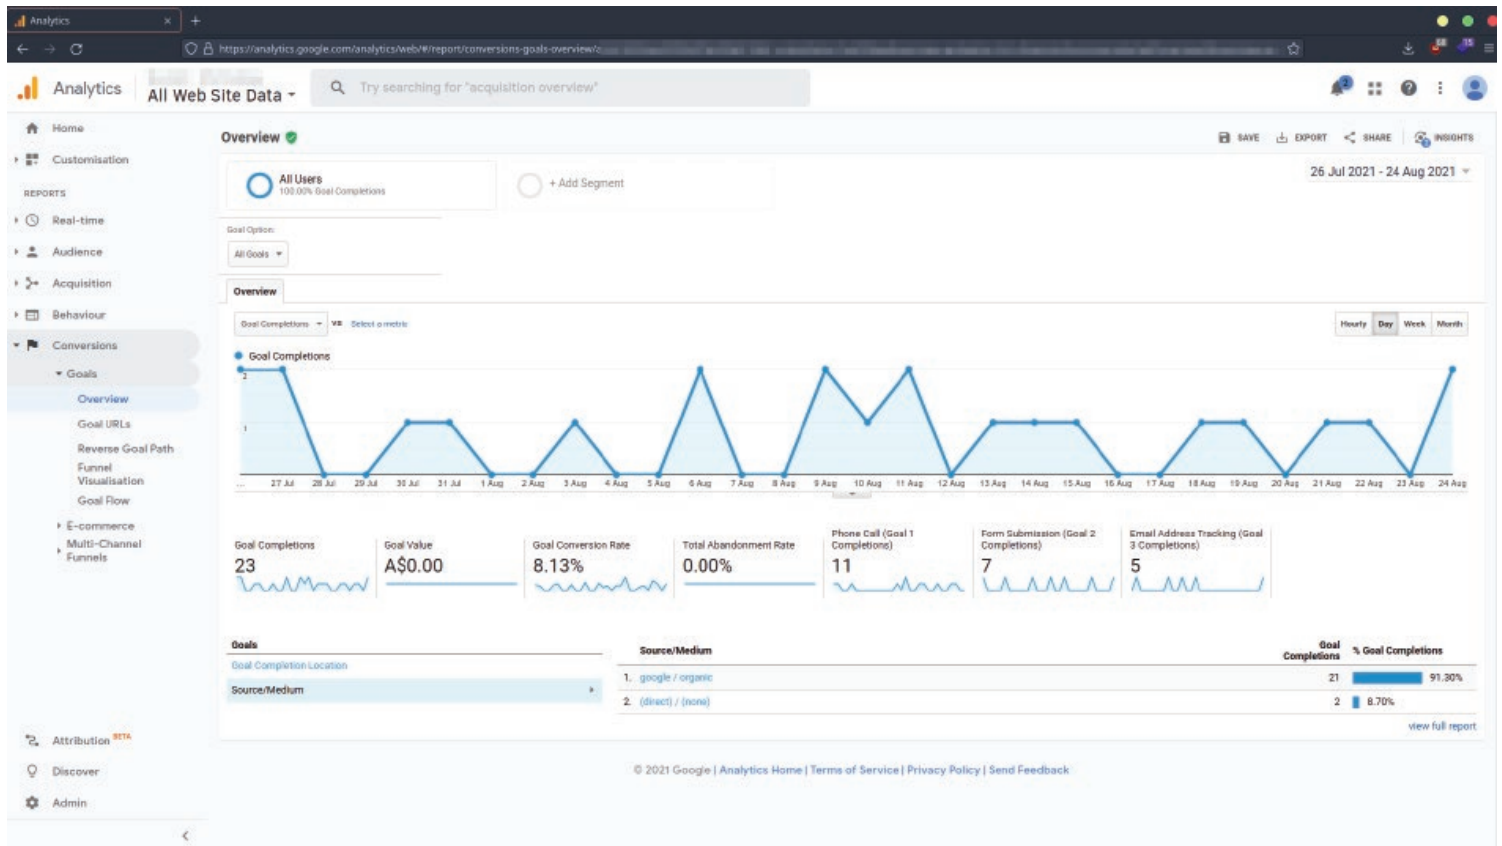 Analytics
https://analytics.google.com/analytics/web/#/report/conversions-goals-overview/
68
15
Analytics
All Web Site Data
Try searching for "acquisition overview"
2
Home
Customisation
REPORTS
Real-time
Audience
Acquisition
Behaviour
Conversions
Goals
Overview
Goal URLs
Reverse Goal Path
Funnel
Visualisation
Goal Flow
E-commerce
Multi-Channel
Funnels
Attribution BETA
Discover
Admin
Overview
SAVE EXPORT SHARE INSIGHTS
All Users
100.00% Goal Completions
+ Add Segment
26 Jul 2021 - 24 Aug 2021
Goal Option:
All Goals
Overview
Goal Completions VS Select a metric
Hourly Day Week Month
Goal Completions
2
1
... 27 Jul 28 Jul 29 Jul 30 Jul 31 Jul 1 Aug 2 Aug 3 Aug 4 Aug 5 Aug 6 Aug 7 Aug 8 Aug 9 Aug 10 Aug 11 Aug 12 Aug 13 Aug 14 Aug 15 Aug 16 Aug 17 Aug 18 Aug 19 Aug 20 Aug 21 Aug 22 Aug 23 Aug 24 Aug
Goal Completions
23
Goal Value
A$0.00
Goal Conversion Rate
8.13%
Total Abandonment Rate
0.00%
Phone Call (Goal 1
Completions)
11
Form Submission (Goal 2
Completions)
7
Email Address Tracking (Goal
3 Completions)
5
Goals
Goal Completion Location
Source/Medium
Source/Medium Goal Completions % Goal Completions
1. google / organic 21 91.30%
2. (direct) / (none) 2 8.70%
view full report
© 2021 Google | Analytics Home | Terms of Service | Privacy Policy | Send Feedback